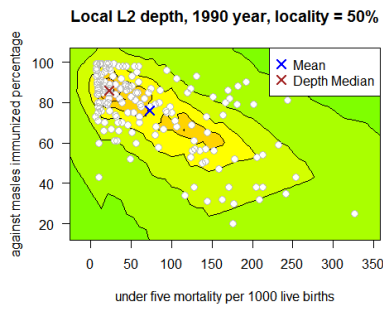 Local L2 depth, 1990 year, locality = 50%
against masles immunized percentage
100
80
60
40
20
Mean
Depth Median
0 50 100 150 200 250 300 350
under five mortality per 1000 live births